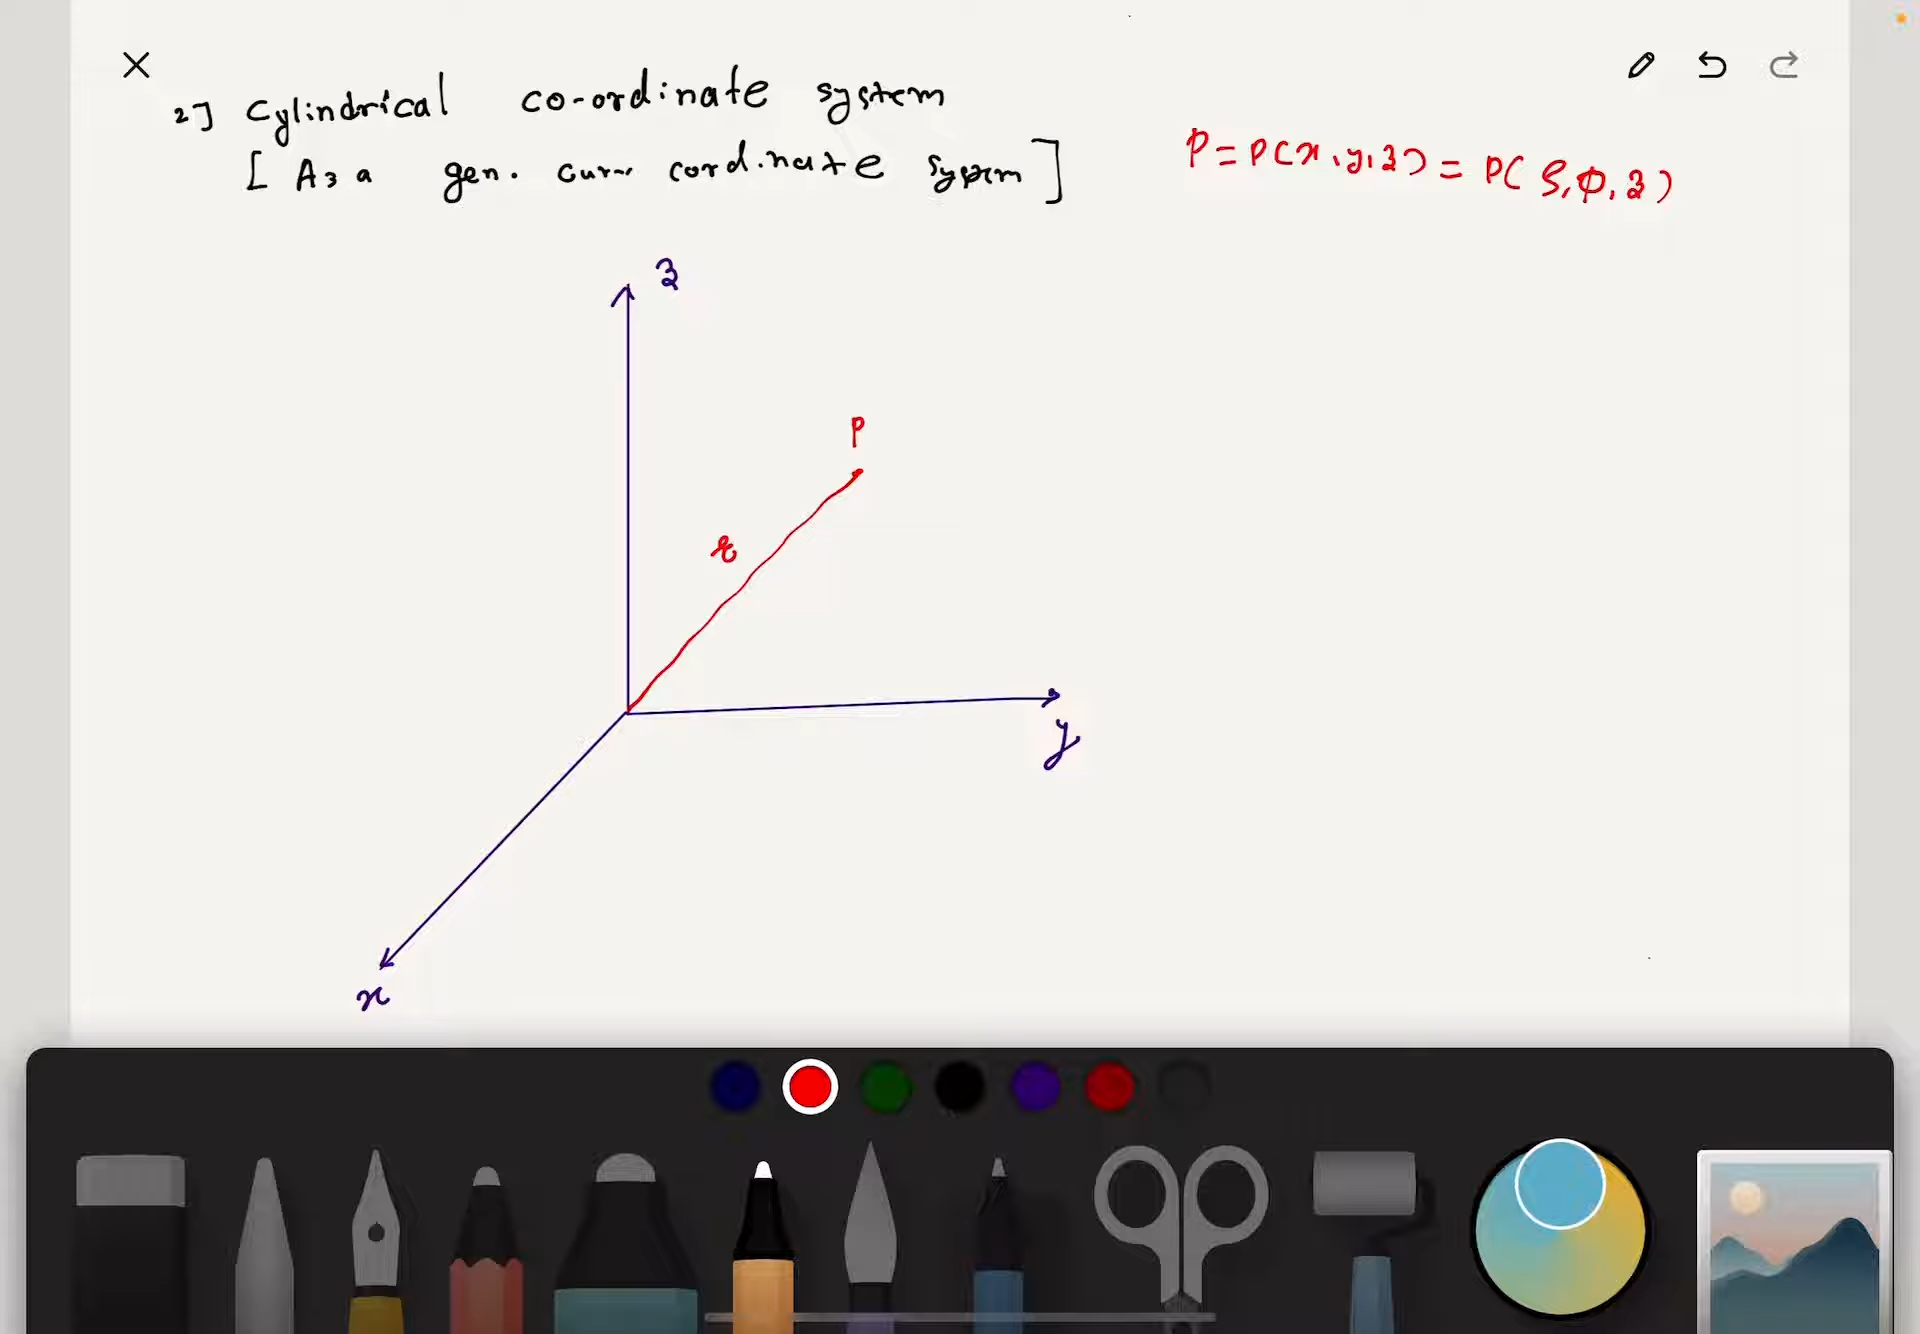 2] Cylindrical co-ordinate system
[ As a gen. curv cordinate system ]
P = P(x, y, z) = P(ρ, φ, z)
z
P
r
y
x